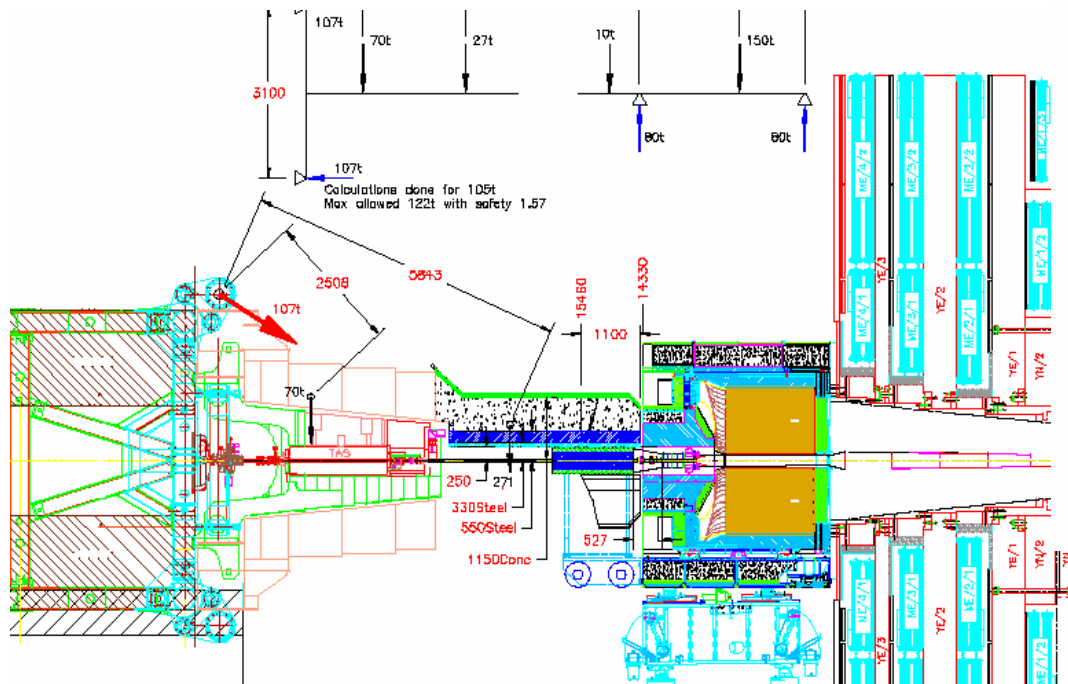 107t
70t
27t
10t
150t
3100
80t
80t
107t
Calculations done for 105t
Max allowed 122t with safety 1.57
5843
2508
107t
15460
14330
1100
70t
TAS
250
271
330Steel
550Steel
1150Conc
527
ME/4/2
ME/3/2
ME/2/2
ME/1/3
ME/1/2
YE/3
YE/2
ME/4/1
ME/3/1
ME/2/1
YE/1
YN/2
YE/1
YN/2
YE/2
YE/3
ME/4/1
ME/3/1
ME/2/1
ME/1/2